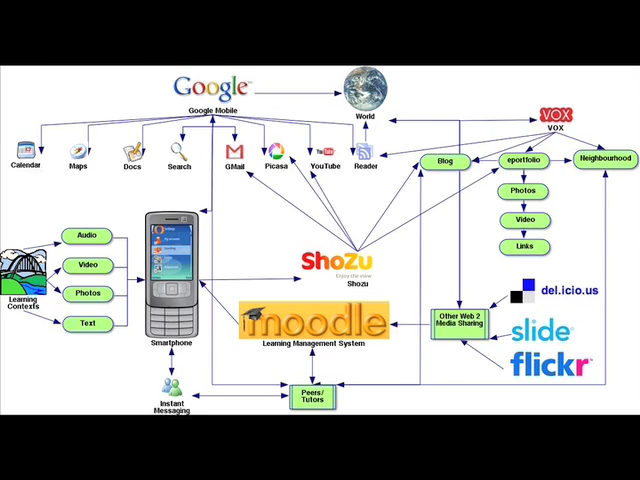 Google™
Google Mobile
World
VOX
VOX
Calendar
Maps
Docs
Search
GMail
Picasa
YouTube
Reader
Blog
eportfolio
Neighbourhood
Photos
Video
Links
Audio
Video
Photos
Text
Learning
Contexts
Smartphone
ShoZu
Enjoy the view
Shozu
moodle
Learning Management System
Other Web 2
Media Sharing
del.icio.us
slide
flickr
Instant
Messaging
Peers/
Tutors